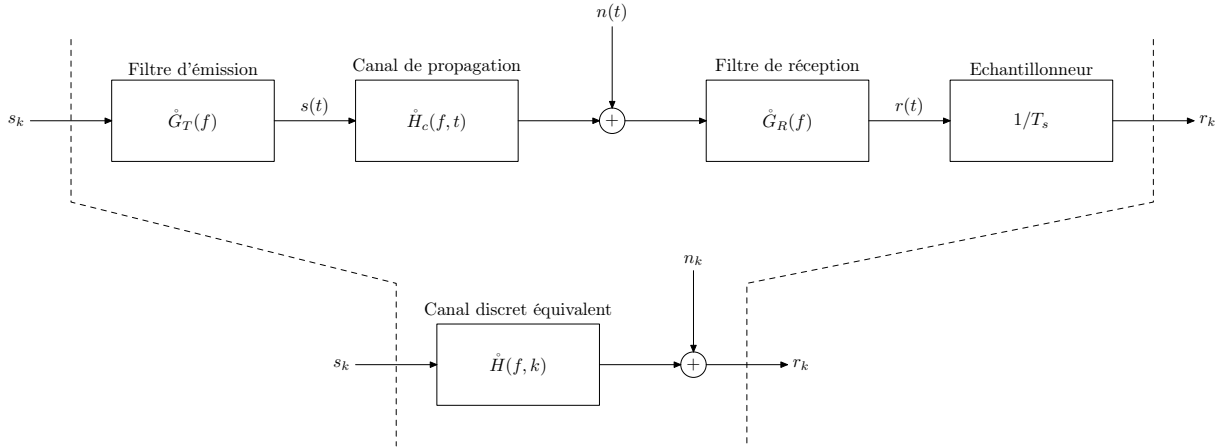 n(t)
Filtre d'émission
Canal de propagation
Filtre de réception
Echantillonneur
s_k
G̊_T(f)
s(t)
H̊_c(f,t)
+
G̊_R(f)
r(t)
1/T_s
r_k
n_k
Canal discret équivalent
s_k
H̊(f,k)
+
r_k